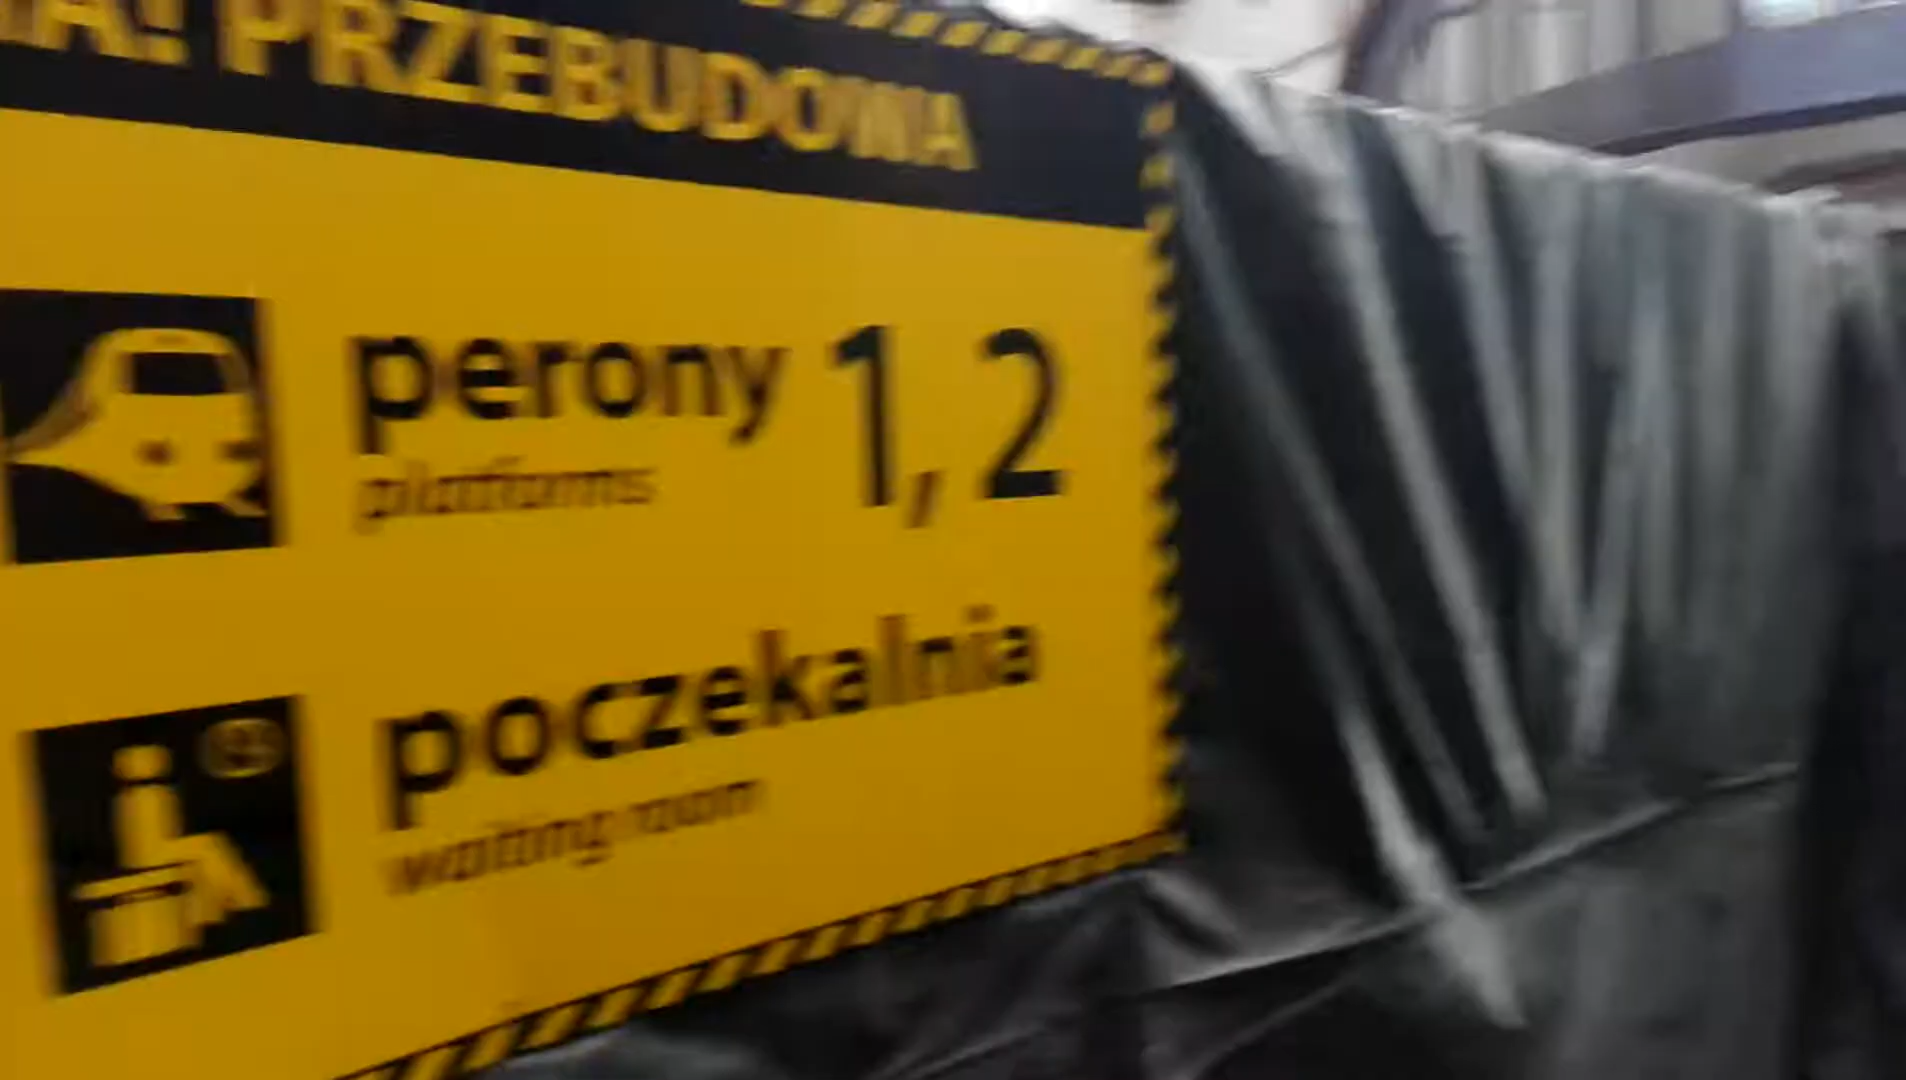 PRZEBUDOWA
perony 1, 2
platforms
poczekalnia
waiting room